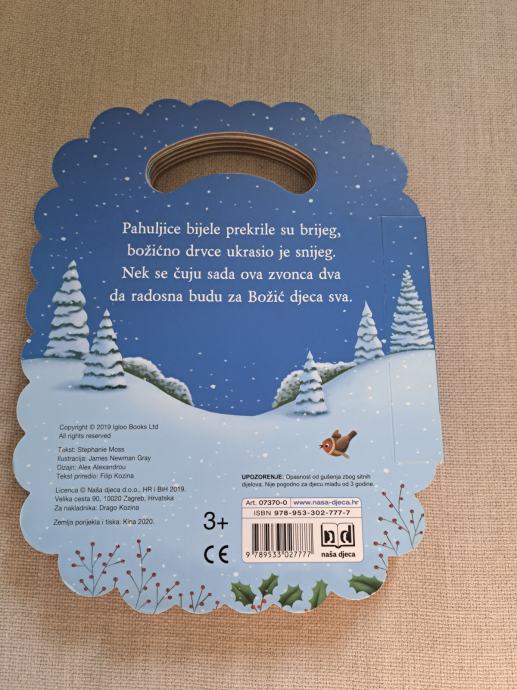 Pahuljice bijele prekrile su brijeg,
božićno drvce ukrasio je snijeg.
Nek se čuju sada ova zvonca dva
da radosna budu za Božić djeca sva.
Copyright © 2019 Igloo Books Ltd
All rights reserved
Tekst: Stephanie Moss
Ilustracija: James Newman Gray
Dizajn: Alex Alexandrou
Tekst priredio: Filip Kozina
Licenca © Naša djeca d.o.o., HR i BiH 2019.
Velika cesta 90, 10020 Zagreb, Hrvatska
Za nakladnika: Drago Kozina
Zemlja porijekla i tiska: Kina 2020.
UPOZORENJE: Opasnost od gušenja zbog sitnih
dijelova. Nije pogodno za djecu mlađu od 3 godine.
3+
CE
Art. 07370-0 www.nasa-djeca.hr
ISBN 978-953-302-777-7
9 789533 027777
naša djeca